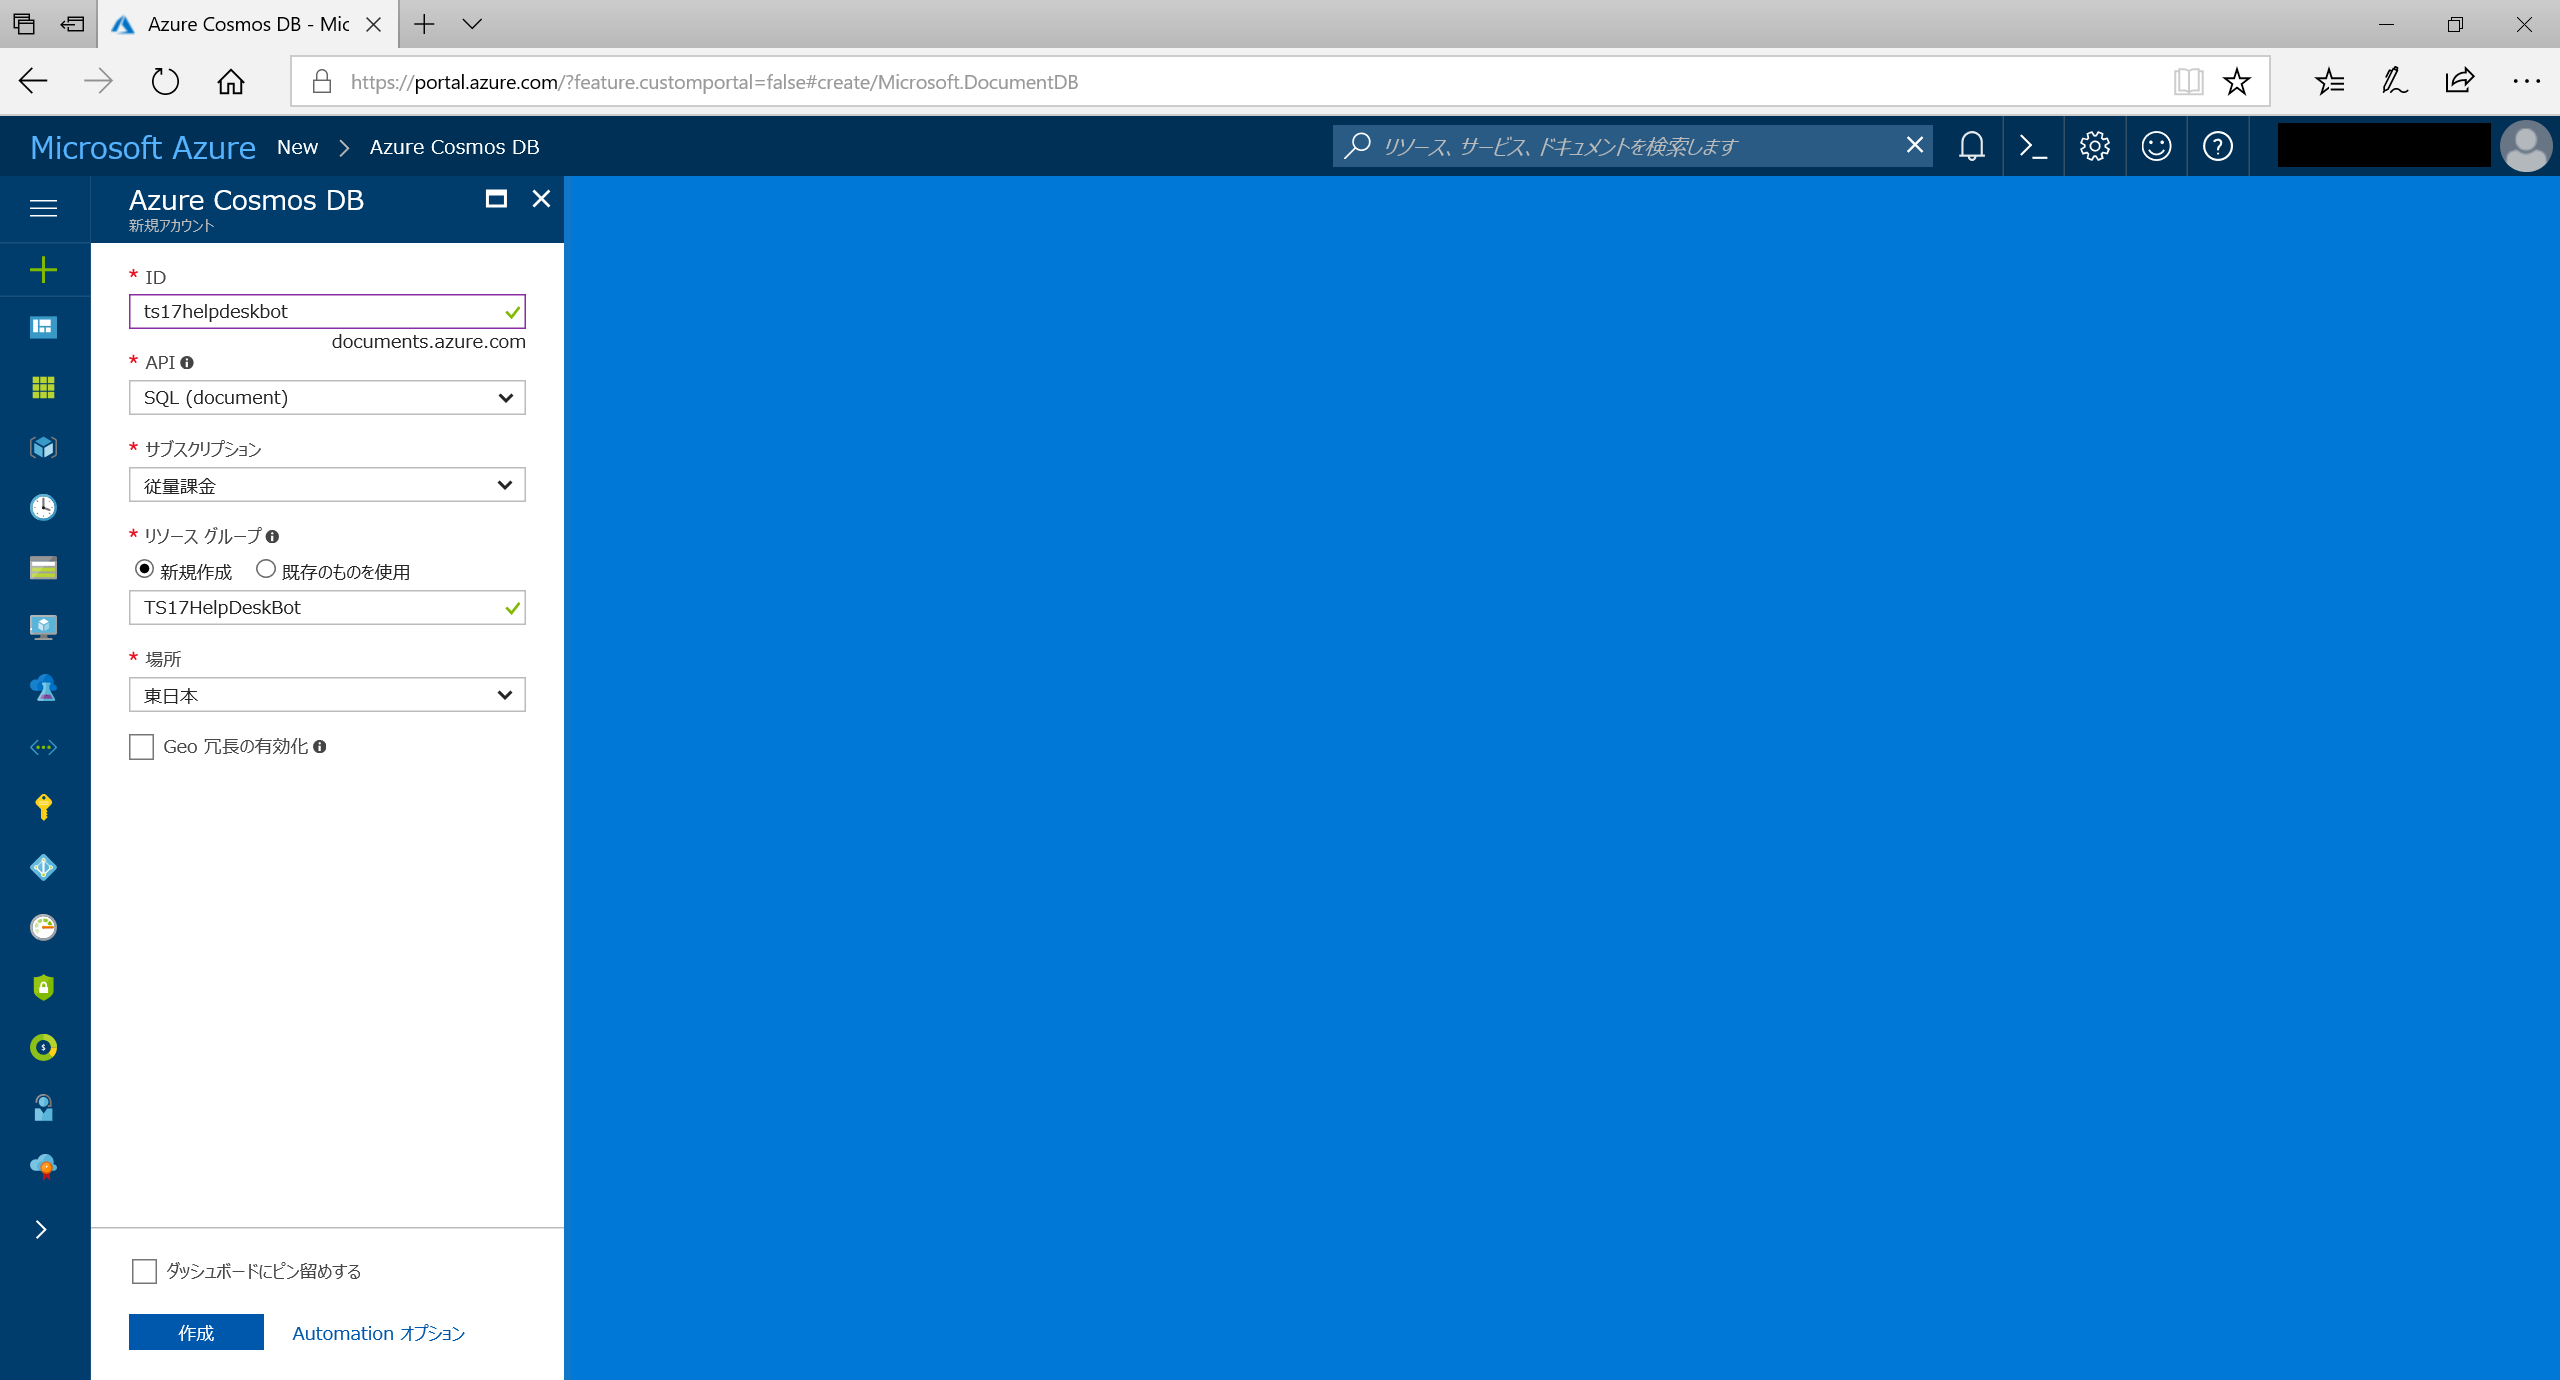 Azure Cosmos DB - Mic
https://portal.azure.com/?feature.customportal=false#create/Microsoft.DocumentDB
Microsoft Azure New > Azure Cosmos DB
リソース、サービス、ドキュメントを検索します
Azure Cosmos DB
新規アカウント
* ID
ts17helpdeskbot
documents.azure.com
* API
SQL (document)
* サブスクリプション
従量課金
* リソース グループ
新規作成 既存のものを使用
TS17HelpDeskBot
* 場所
東日本
Geo 冗長の有効化
ダッシュボードにピン留めする
作成 Automation オプション